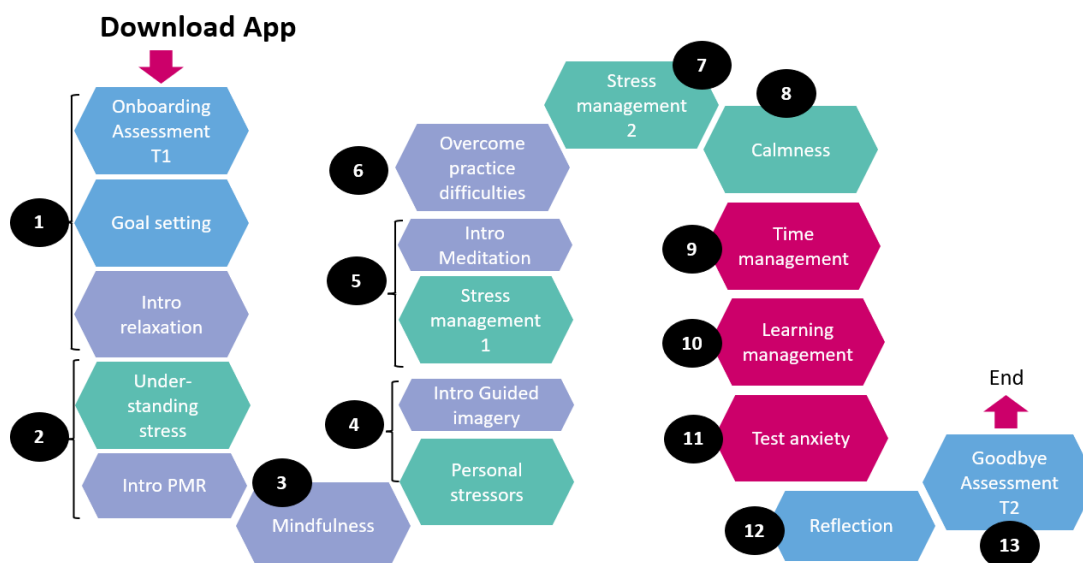 Download App
Onboarding
Assessment
T1
1
Goal setting
Intro
relaxation
Under-
standing
stress
2
Intro PMR
3
Mindfulness
4
Intro Guided
imagery
Personal
stressors
5
Intro
Meditation
Stress
management
1
6
Overcome
practice
difficulties
7
Stress
management
2
8
Calmness
9
Time
management
10
Learning
management
11
Test anxiety
12
Reflection
End
Goodbye
Assessment
T2
13